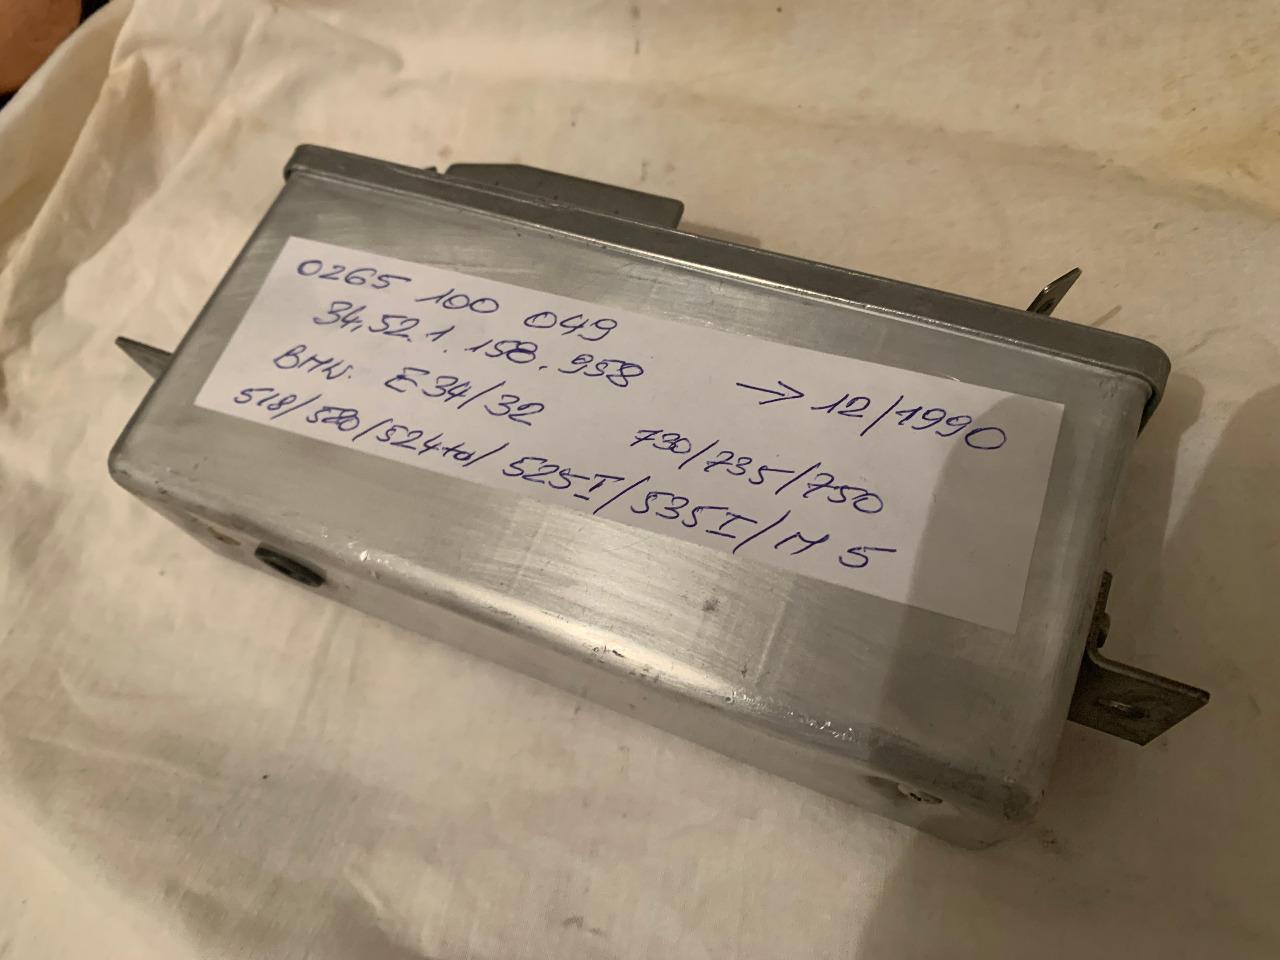 0265 100 049
34.52.1.158.958 → 12/1990
BMW. E34/32 730/735/750
518/520/524td/525I/535I/M5